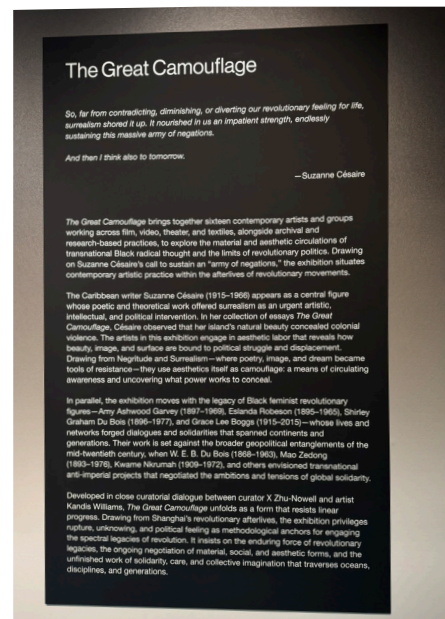 The Great Camouflage
So, far from contradicting, diminishing, or diverting our revolutionary feeling for life,
surrealism shored it up. It nourished in us an impatient strength, endlessly
sustaining this massive army of negations.
And then I think also to tomorrow.
—Suzanne Césaire
The Great Camouflage brings together sixteen contemporary artists and groups
working across film, video, theater, and textiles, alongside archival and
research-based practices, to explore the material and aesthetic circulations of
transnational Black radical thought and the limits of revolutionary politics. Drawing
on Suzanne Césaire's call to sustain an “army of negations,” the exhibition situates
contemporary artistic practice within the afterlives of revolutionary movements.
The Caribbean writer Suzanne Césaire (1915–1966) appears as a central figure
whose poetic and theoretical work offered surrealism as an urgent artistic,
intellectual, and political intervention. In her collection of essays The Great
Camouflage, Césaire observed that her island's natural beauty concealed colonial
violence. The artists in this exhibition engage in aesthetic labor that reveals how
beauty, image, and surface are bound to political struggle and displacement.
Drawing from Negritude and Surrealism—where poetry, image, and dream became
tools of resistance—they use aesthetics itself as camouflage: a means of circulating
awareness and uncovering what power works to conceal.
In parallel, the exhibition moves with the legacy of Black feminist revolutionary
figures—Amy Ashwood Garvey (1897–1969), Eslanda Robeson (1895–1965), Shirley
Graham Du Bois (1896–1977), and Grace Lee Boggs (1915–2015)—whose lives and
networks forged dialogues and solidarities that spanned continents and
generations. Their work is set against the broader geopolitical entanglements of the
mid-twentieth century, when W. E. B. Du Bois (1868–1963), Mao Zedong
(1893–1976), Kwame Nkrumah (1909–1972), and others envisioned transnational
anti-imperial projects that negotiated the ambitions and tensions of global solidarity.
Developed in close curatorial dialogue between curator X Zhu-Nowell and artist
Kandis Williams, The Great Camouflage unfolds as a form that resists linear
progress. Drawing from Shanghai's revolutionary afterlives, the exhibition privileges
rupture, unknowing, and political feeling as methodological anchors for engaging
the spectral legacies of revolution. It insists on the enduring force of revolutionary
legacies, the ongoing negotiation of material, social, and aesthetic forms, and the
unfinished work of solidarity, care, and collective imagination that traverses oceans,
disciplines, and generations.